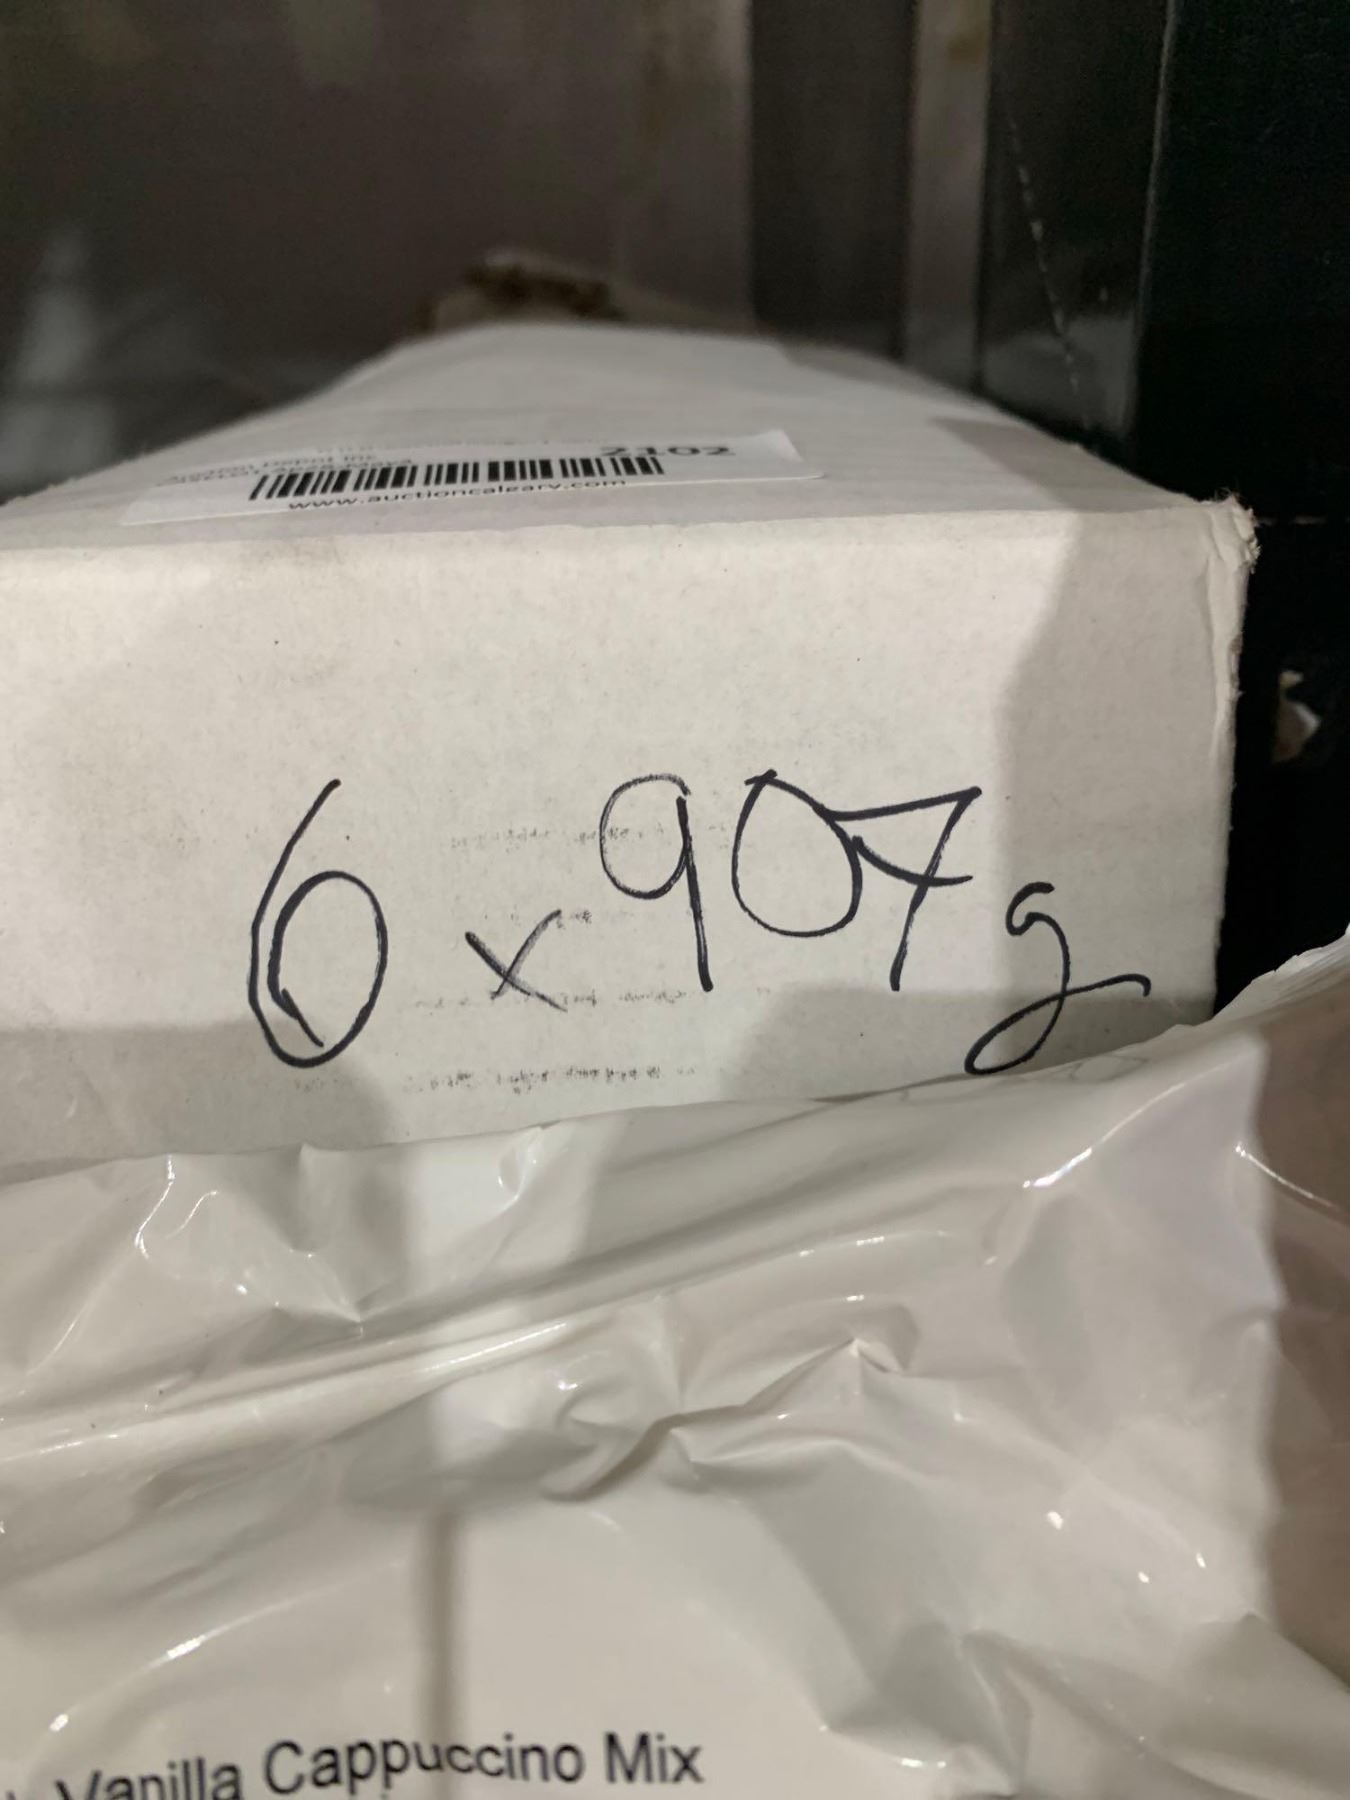 2102
www.auctioncalgary.com
6 x 907g
Vanilla Cappuccino Mix